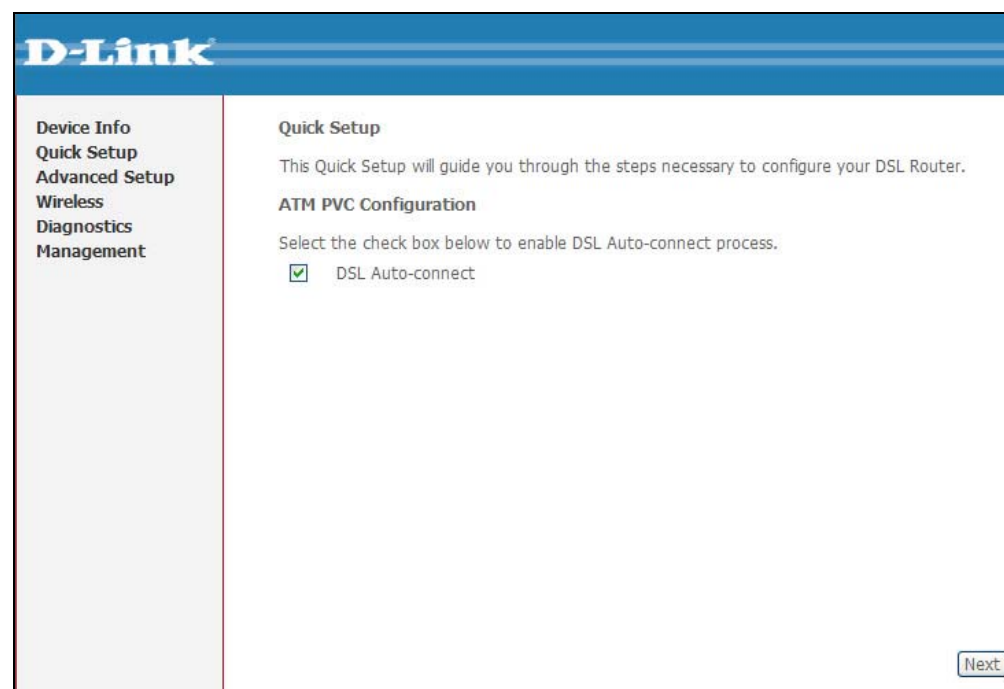 D-Link
Device Info
Quick Setup
Advanced Setup
Wireless
Diagnostics
Management
Quick Setup
This Quick Setup will guide you through the steps necessary to configure your DSL Router.
ATM PVC Configuration
Select the check box below to enable DSL Auto-connect process.
DSL Auto-connect
Next